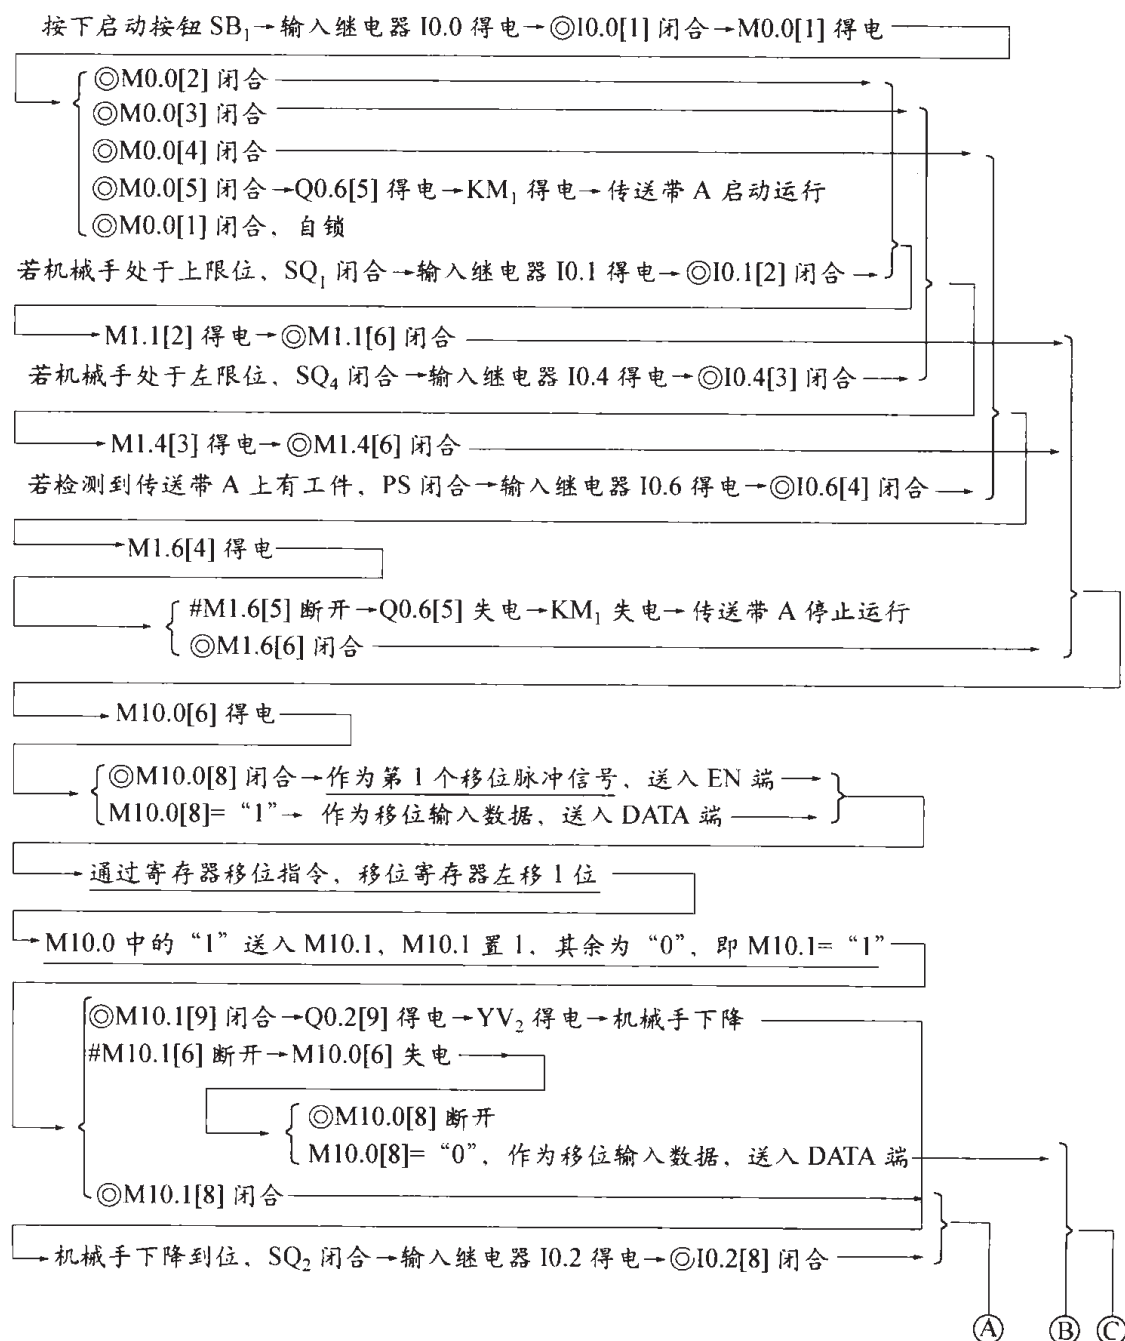 按下启动按钮 SB₁→输入继电器 I0.0 得电→◎I0.0[1] 闭合→M0.0[1] 得电
◎M0.0[2] 闭合
◎M0.0[3] 闭合
◎M0.0[4] 闭合
◎M0.0[5] 闭合→Q0.6[5] 得电→KM₁ 得电→传送带 A 启动运行
◎M0.0[1] 闭合、自锁
若机械手处于上限位、SQ₁ 闭合→输入继电器 I0.1 得电→◎I0.1[2] 闭合→
→M1.1[2] 得电→◎M1.1[6] 闭合
若机械手处于左限位、SQ₄ 闭合→输入继电器 I0.4 得电→◎I0.4[3] 闭合→
→M1.4[3] 得电→◎M1.4[6] 闭合
若检测到传送带 A 上有工件、PS 闭合→输入继电器 I0.6 得电→◎I0.6[4] 闭合→
→M1.6[4] 得电
#M1.6[5] 断开→Q0.6[5] 失电→KM₁ 失电→传送带 A 停止运行
◎M1.6[6] 闭合
→M10.0[6] 得电
◎M10.0[8] 闭合→作为第 1 个移位脉冲信号、送入 EN 端→
M10.0[8]=“1”→ 作为移位输入数据、送入 DATA 端→
→通过寄存器移位指令、移位寄存器左移 1 位
→M10.0 中的“1”送入 M10.1、M10.1 置 1、其余为“0”、即 M10.1=“1”
◎M10.1[9] 闭合→Q0.2[9] 得电→YV₂ 得电→机械手下降
#M10.1[6] 断开→M10.0[6] 失电→
◎M10.0[8] 断开
M10.0[8]=“0”、作为移位输入数据、送入 DATA 端→
◎M10.1[8] 闭合
→机械手下降到位、SQ₂ 闭合→输入继电器 I0.2 得电→◎I0.2[8] 闭合→
Ⓐ Ⓑ Ⓒ